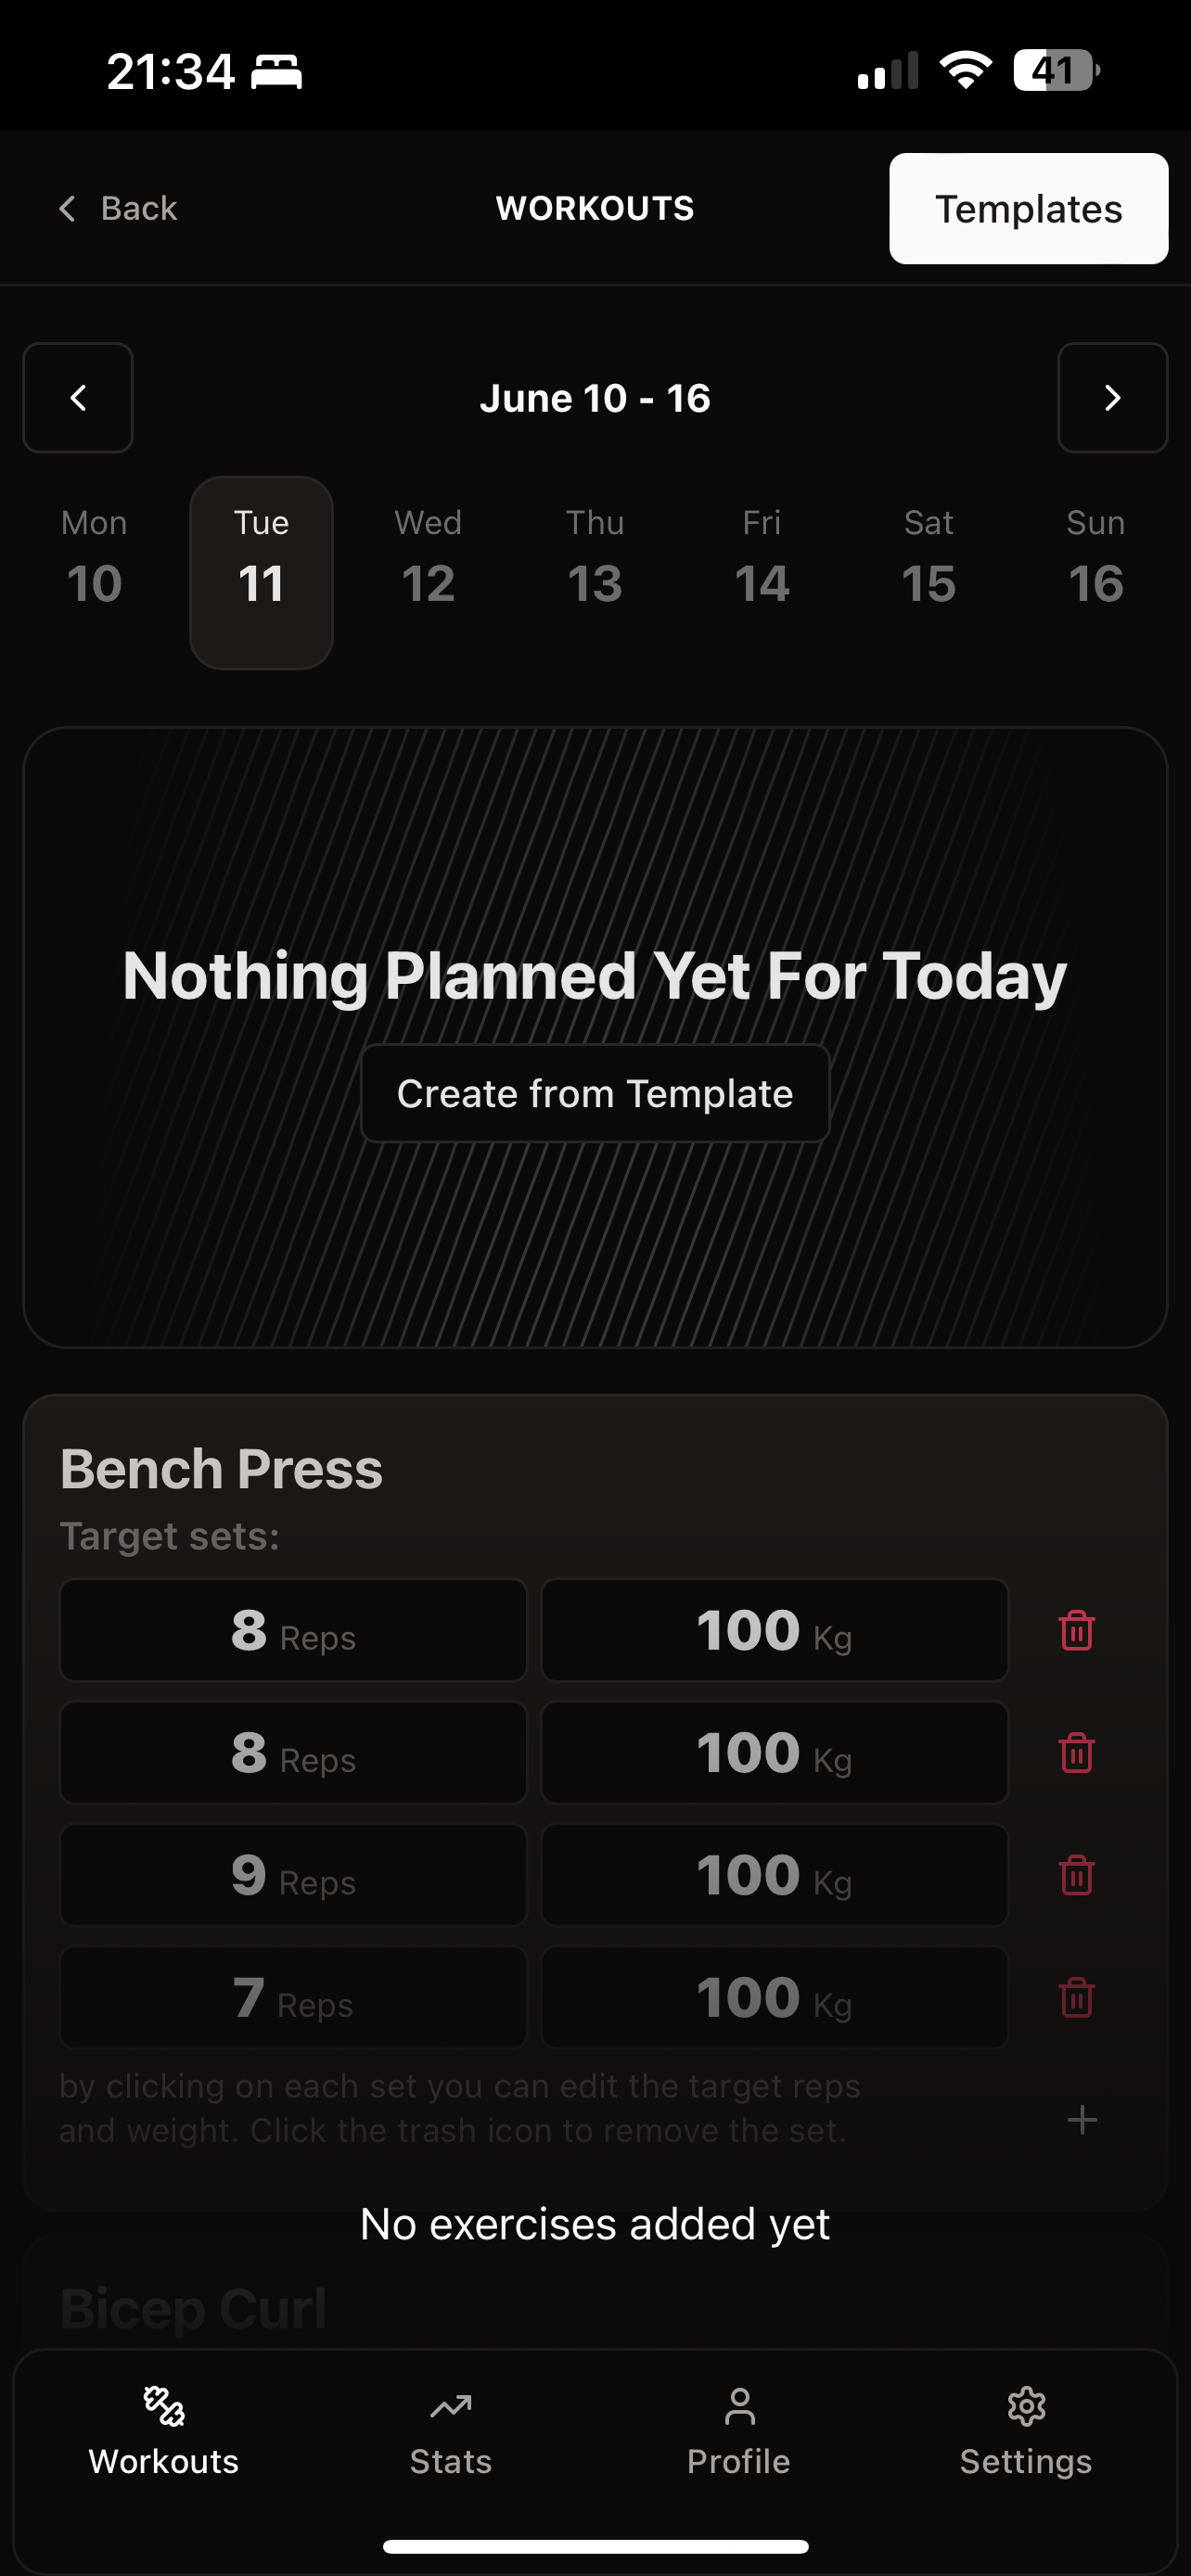 21:34
41
Back
WORKOUTS
Templates
June 10 - 16
Mon Tue Wed Thu Fri Sat Sun
10 11 12 13 14 15 16
Nothing Planned Yet For Today
Create from Template
Bench Press
Target sets:
8 Reps 100 Kg
8 Reps 100 Kg
9 Reps 100 Kg
7 Reps 100 Kg
by clicking on each set you can edit the target reps
and weight. Click the trash icon to remove the set.
No exercises added yet
Bicep Curl
Workouts Stats Profile Settings